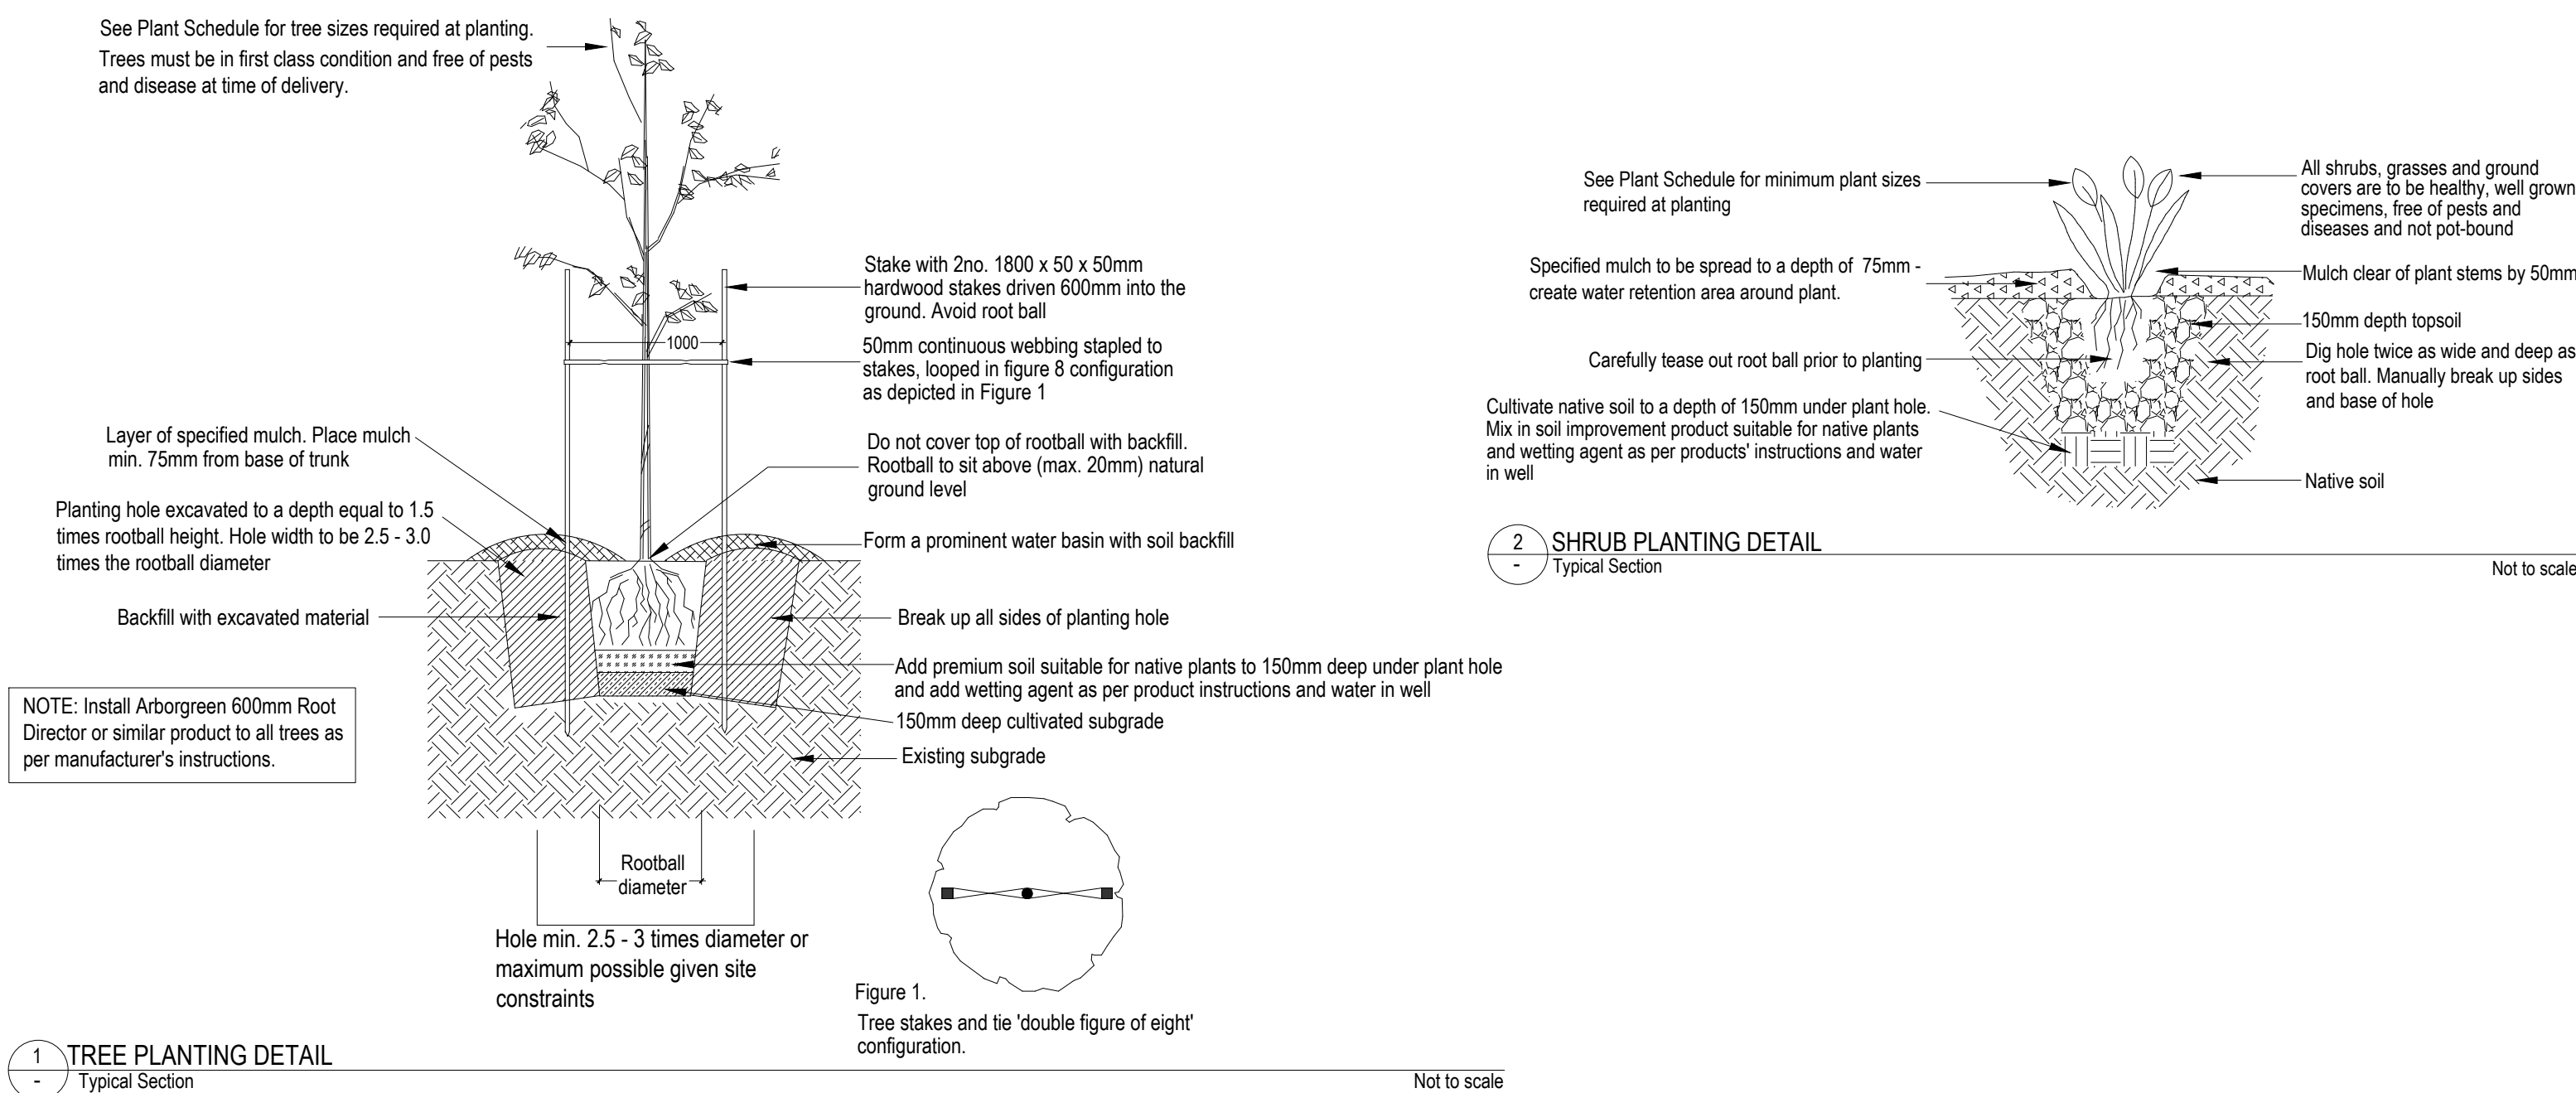 See Plant Schedule for tree sizes required at planting.
Trees must be in first class condition and free of pests
and disease at time of delivery.
Stake with 2no. 1800 x 50 x 50mm
hardwood stakes driven 600mm into the
ground. Avoid root ball
1000
50mm continuous webbing stapled to
stakes, looped in figure 8 configuration
as depicted in Figure 1
Layer of specified mulch. Place mulch
min. 75mm from base of trunk
Do not cover top of rootball with backfill.
Rootball to sit above (max. 20mm) natural
ground level
Planting hole excavated to a depth equal to 1.5
times rootball height. Hole width to be 2.5 - 3.0
times the rootball diameter
Form a prominent water basin with soil backfill
Backfill with excavated material
Break up all sides of planting hole
Add premium soil suitable for native plants to 150mm deep under plant hole
and add wetting agent as per product instructions and water in well
NOTE: Install Arborgreen 600mm Root
Director or similar product to all trees as
per manufacturer's instructions.
150mm deep cultivated subgrade
Existing subgrade
Rootball
diameter
Hole min. 2.5 - 3 times diameter or
maximum possible given site
constraints
Figure 1.
Tree stakes and tie 'double figure of eight'
configuration.
1
-
TREE PLANTING DETAIL
Typical Section
Not to scale
See Plant Schedule for minimum plant sizes
required at planting
All shrubs, grasses and ground
covers are to be healthy, well grown
specimens, free of pests and
diseases and not pot-bound
Specified mulch to be spread to a depth of 75mm -
create water retention area around plant.
Mulch clear of plant stems by 50mm
150mm depth topsoil
Carefully tease out root ball prior to planting
Dig hole twice as wide and deep as
root ball. Manually break up sides
and base of hole
Cultivate native soil to a depth of 150mm under plant hole.
Mix in soil improvement product suitable for native plants
and wetting agent as per products' instructions and water
in well
Native soil
2
-
SHRUB PLANTING DETAIL
Typical Section
Not to scale